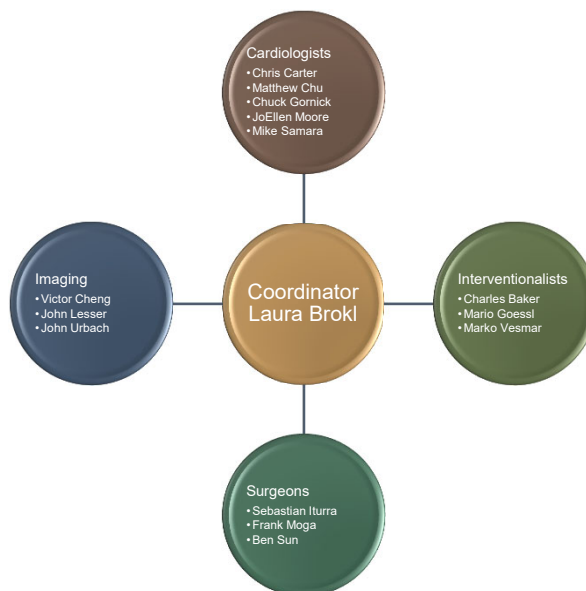 Cardiologists
• Chris Carter
• Matthew Chu
• Chuck Gornick
• JoEllen Moore
• Mike Samara
Imaging
• Victor Cheng
• John Lesser
• John Urbach
Coordinator
Laura Brokl
Interventionalists
• Charles Baker
• Mario Goessl
• Marko Vesmar
Surgeons
• Sebastian Iturra
• Frank Moga
• Ben Sun